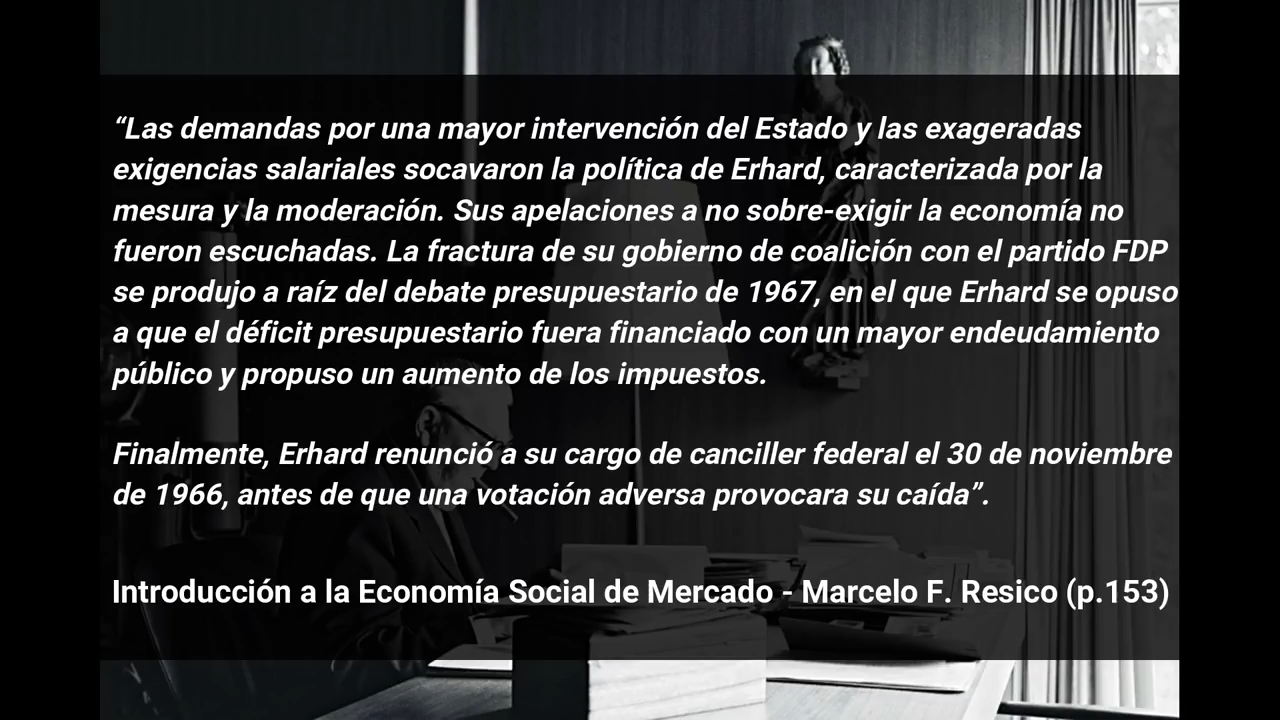 “Las demandas por una mayor intervención del Estado y las exageradas
exigencias salariales socavaron la política de Erhard, caracterizada por la
mesura y la moderación. Sus apelaciones a no sobre-exigir la economía no
fueron escuchadas. La fractura de su gobierno de coalición con el partido FDP
se produjo a raíz del debate presupuestario de 1967, en el que Erhard se opuso
a que el déficit presupuestario fuera financiado con un mayor endeudamiento
público y propuso un aumento de los impuestos.
Finalmente, Erhard renunció a su cargo de canciller federal el 30 de noviembre
de 1966, antes de que una votación adversa provocara su caída”.
Introducción a la Economía Social de Mercado - Marcelo F. Resico (p.153)